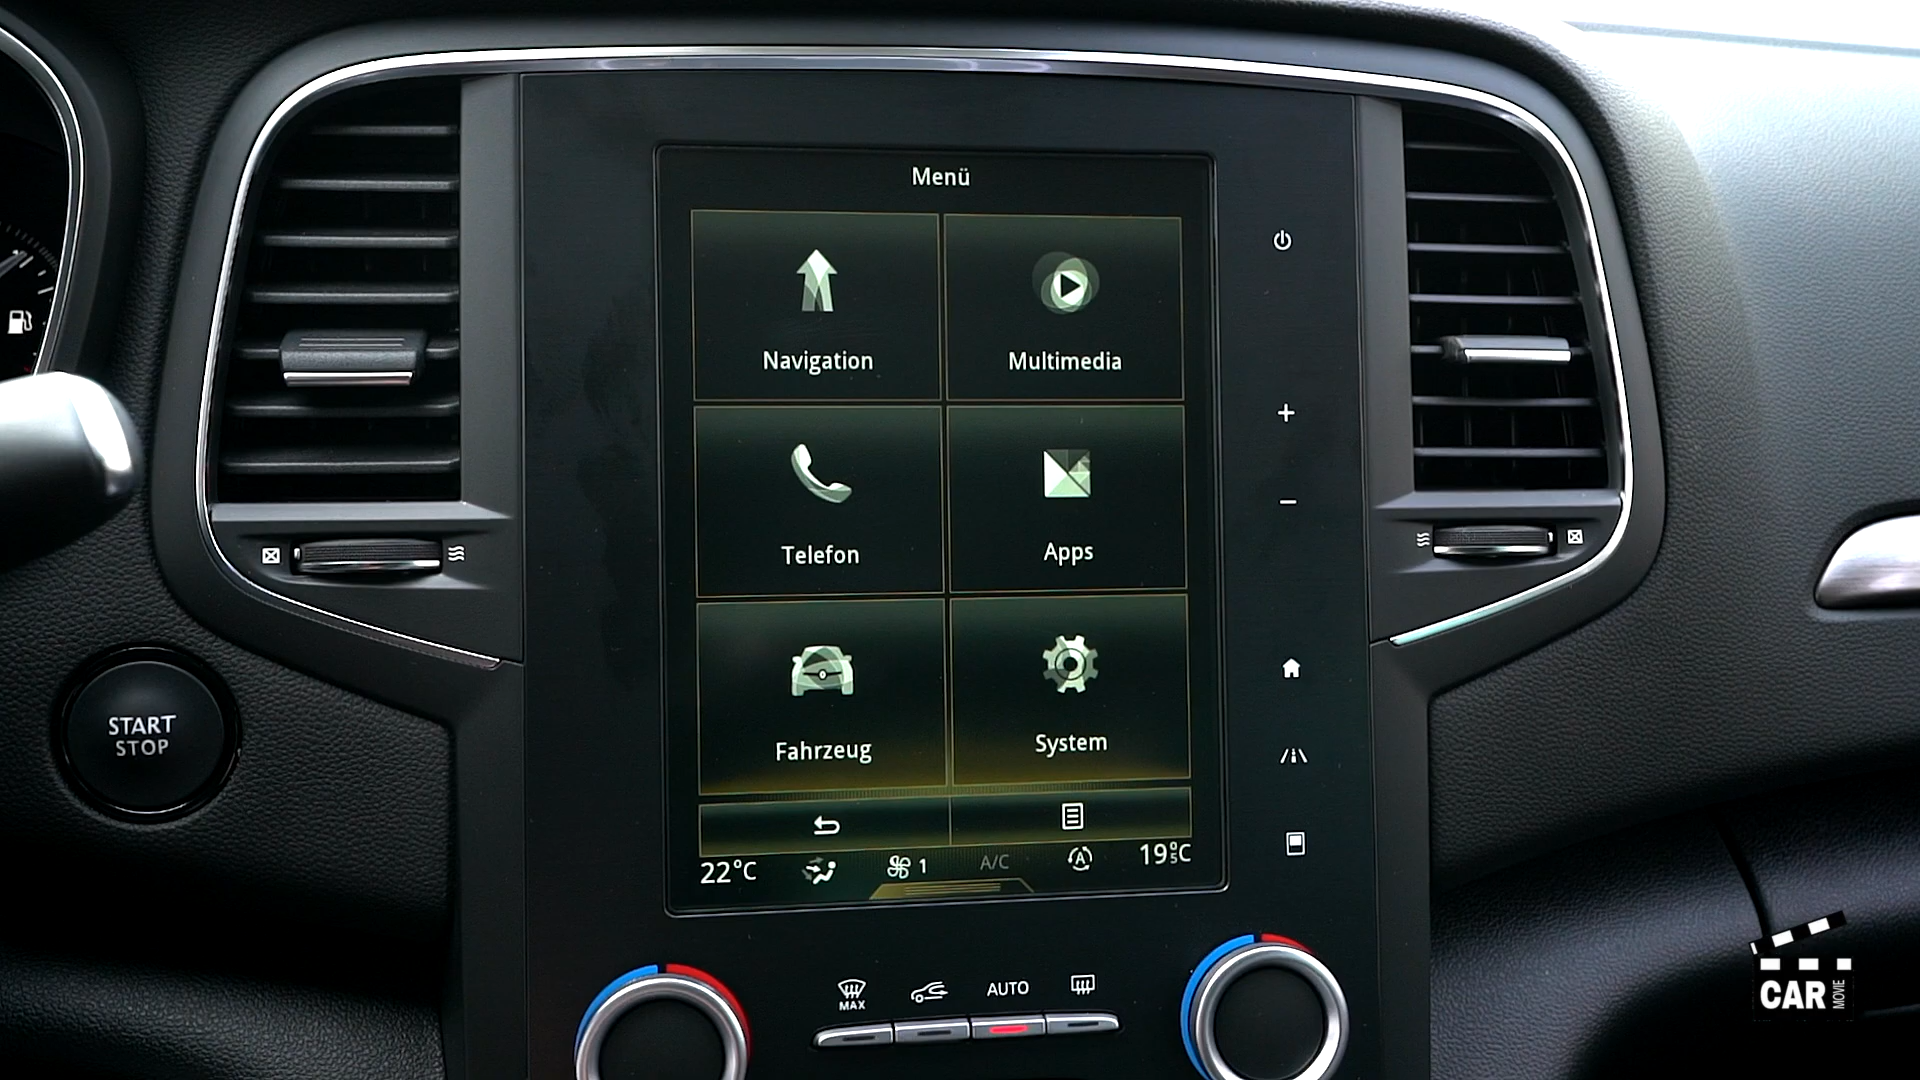 Menü
Navigation
Multimedia
Telefon
Apps
Fahrzeug
System
START
STOP
22°C
1
A/C
A
19.5°C
MAX
AUTO
CAR
MOVIE